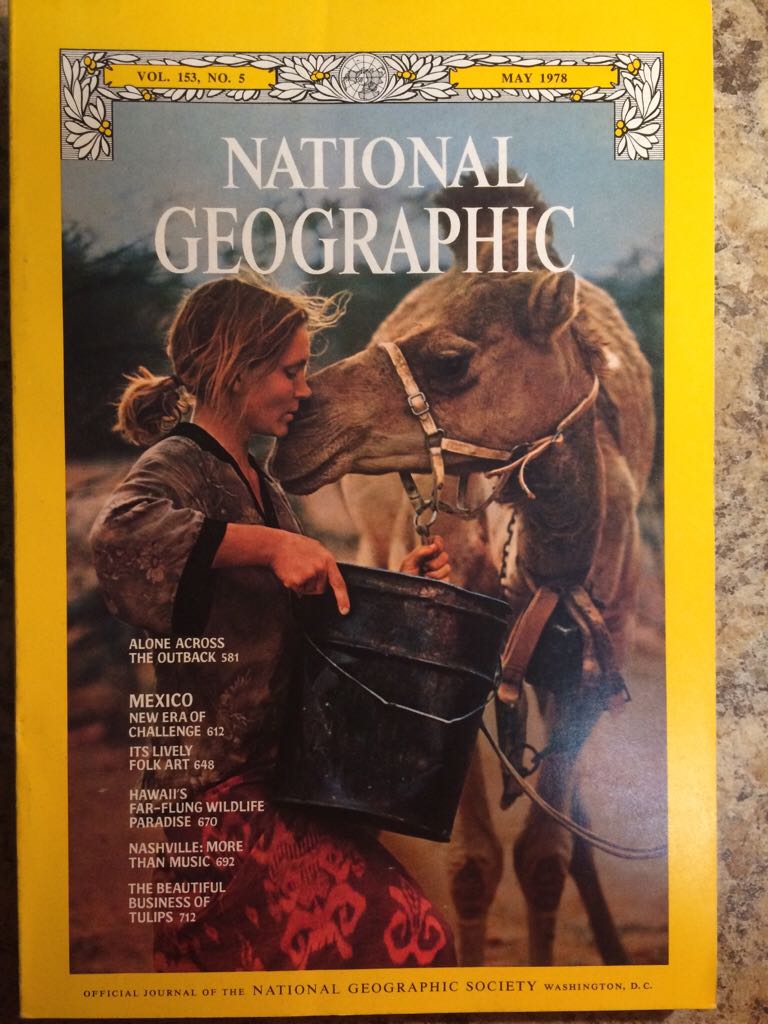 VOL. 153, NO. 5
MAY 1978
NATIONAL
GEOGRAPHIC
ALONE ACROSS
THE OUTBACK 581
MEXICO
NEW ERA OF
CHALLENGE 612
ITS LIVELY
FOLK ART 648
HAWAII'S
FAR-FLUNG WILDLIFE
PARADISE 670
NASHVILLE: MORE
THAN MUSIC 692
THE BEAUTIFUL
BUSINESS OF
TULIPS 712
OFFICIAL JOURNAL OF THE NATIONAL GEOGRAPHIC SOCIETY WASHINGTON, D.C.